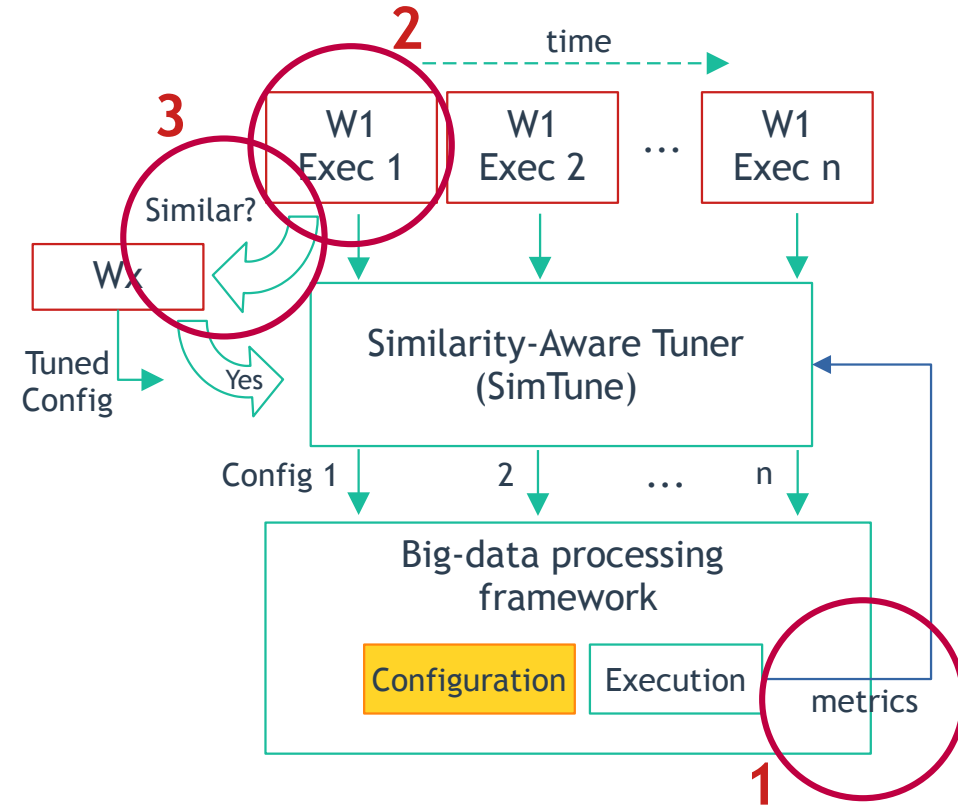 2
time
3
W1
Exec 1
W1
Exec 2
...
W1
Exec n
Similar?
Wx
Tuned
Config
Yes
Similarity-Aware Tuner
(SimTune)
Config 1
2
...
n
Big-data processing
framework
Configuration
Execution
metrics
1